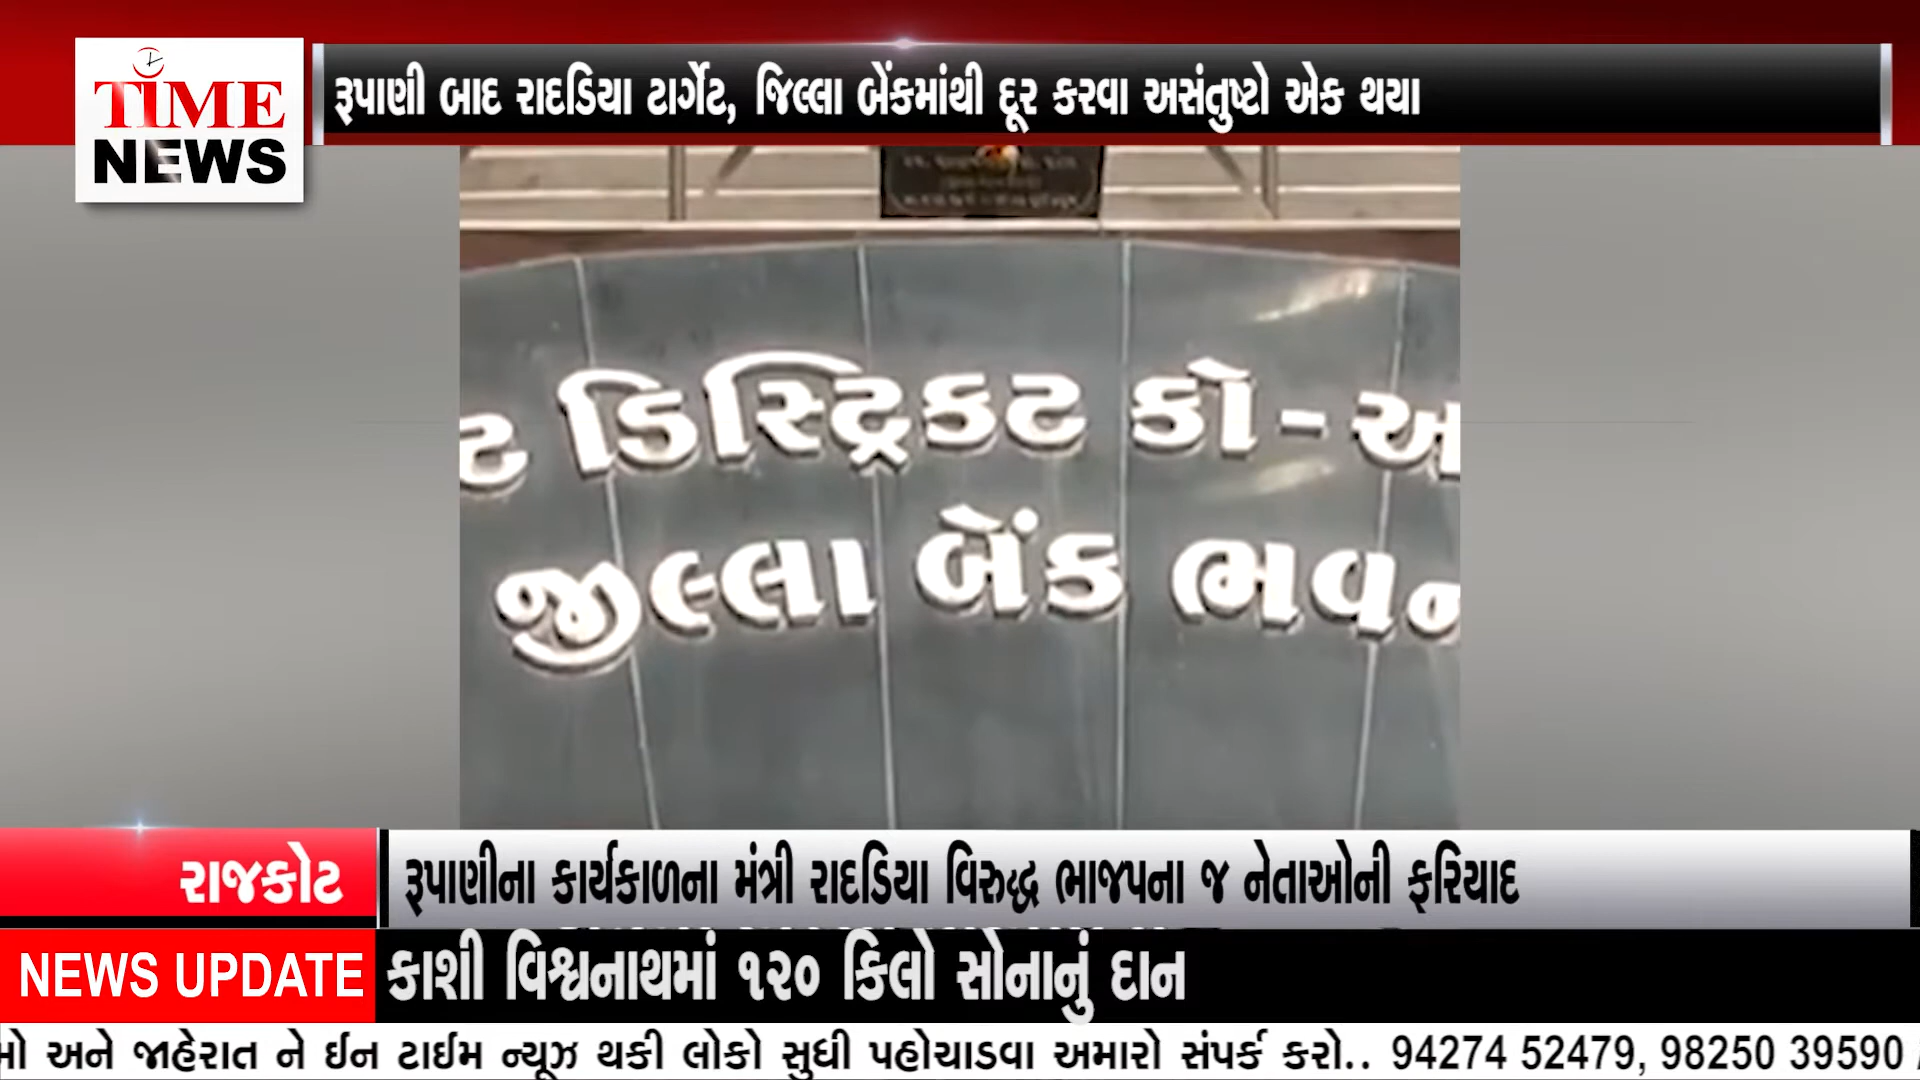 TIME
NEWS
રૂપાણી બાદ રાદડિયા ટાર્ગેટ, જિલ્લા બેંકમાંથી દૂર કરવા અસંતુષ્ટો એક થયા
ટ ડિસ્ટ્રિકટ કો-અ
જીલ્લા બેંક ભવન
રાજકોટ
રૂપાણીના કાર્યકાળના મંત્રી રાદડિયા વિરુદ્ધ ભાજપના જ નેતાઓની ફરિયાદ
NEWS UPDATE
કાશી વિશ્વનાથમાં ૧૨૦ કિલો સોનાનું દાન
મો અને જાહેરાત ને ઈન ટાઈમ ન્યૂઝ થકી લોકો સુધી પહોચાડવા અમારો સંપર્ક કરો.. 94274 52479, 98250 39590